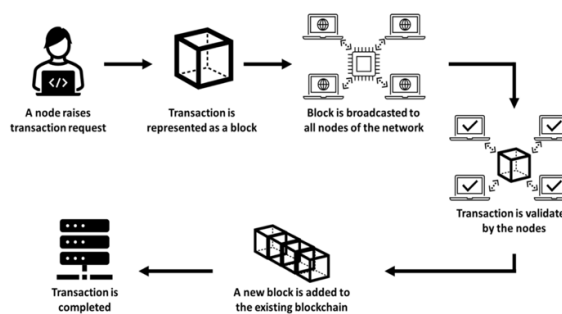 A node raises
transaction request
Transaction is
represented as a block
Block is broadcasted to
all nodes of the network
Transaction is validate
by the nodes
A new block is added to
the existing blockchain
Transaction is
completed